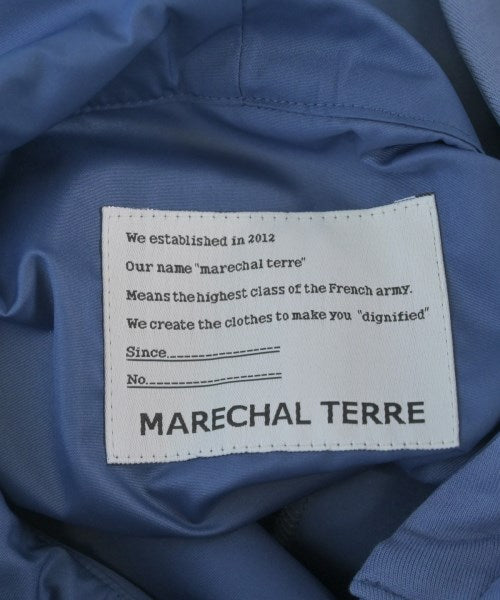 We established in 2012
Our name "marechal terre"
Means the highest class of the French army.
We create the clothes to make you "dignified"
Since
No.
MARECHAL TERRE